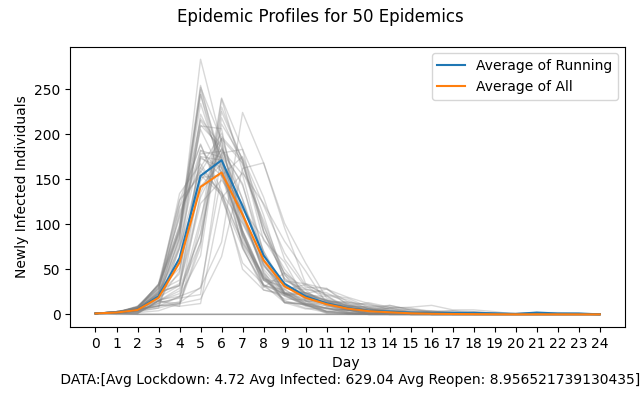 Epidemic Profiles for 50 Epidemics
Average of Running
Average of All
Newly Infected Individuals
250
200
150
100
50
0
0 1 2 3 4 5 6 7 8 9 10 11 12 13 14 15 16 17 18 19 20 21 22 23 24
Day
DATA:[Avg Lockdown: 4.72 Avg Infected: 629.04 Avg Reopen: 8.956521739130435]